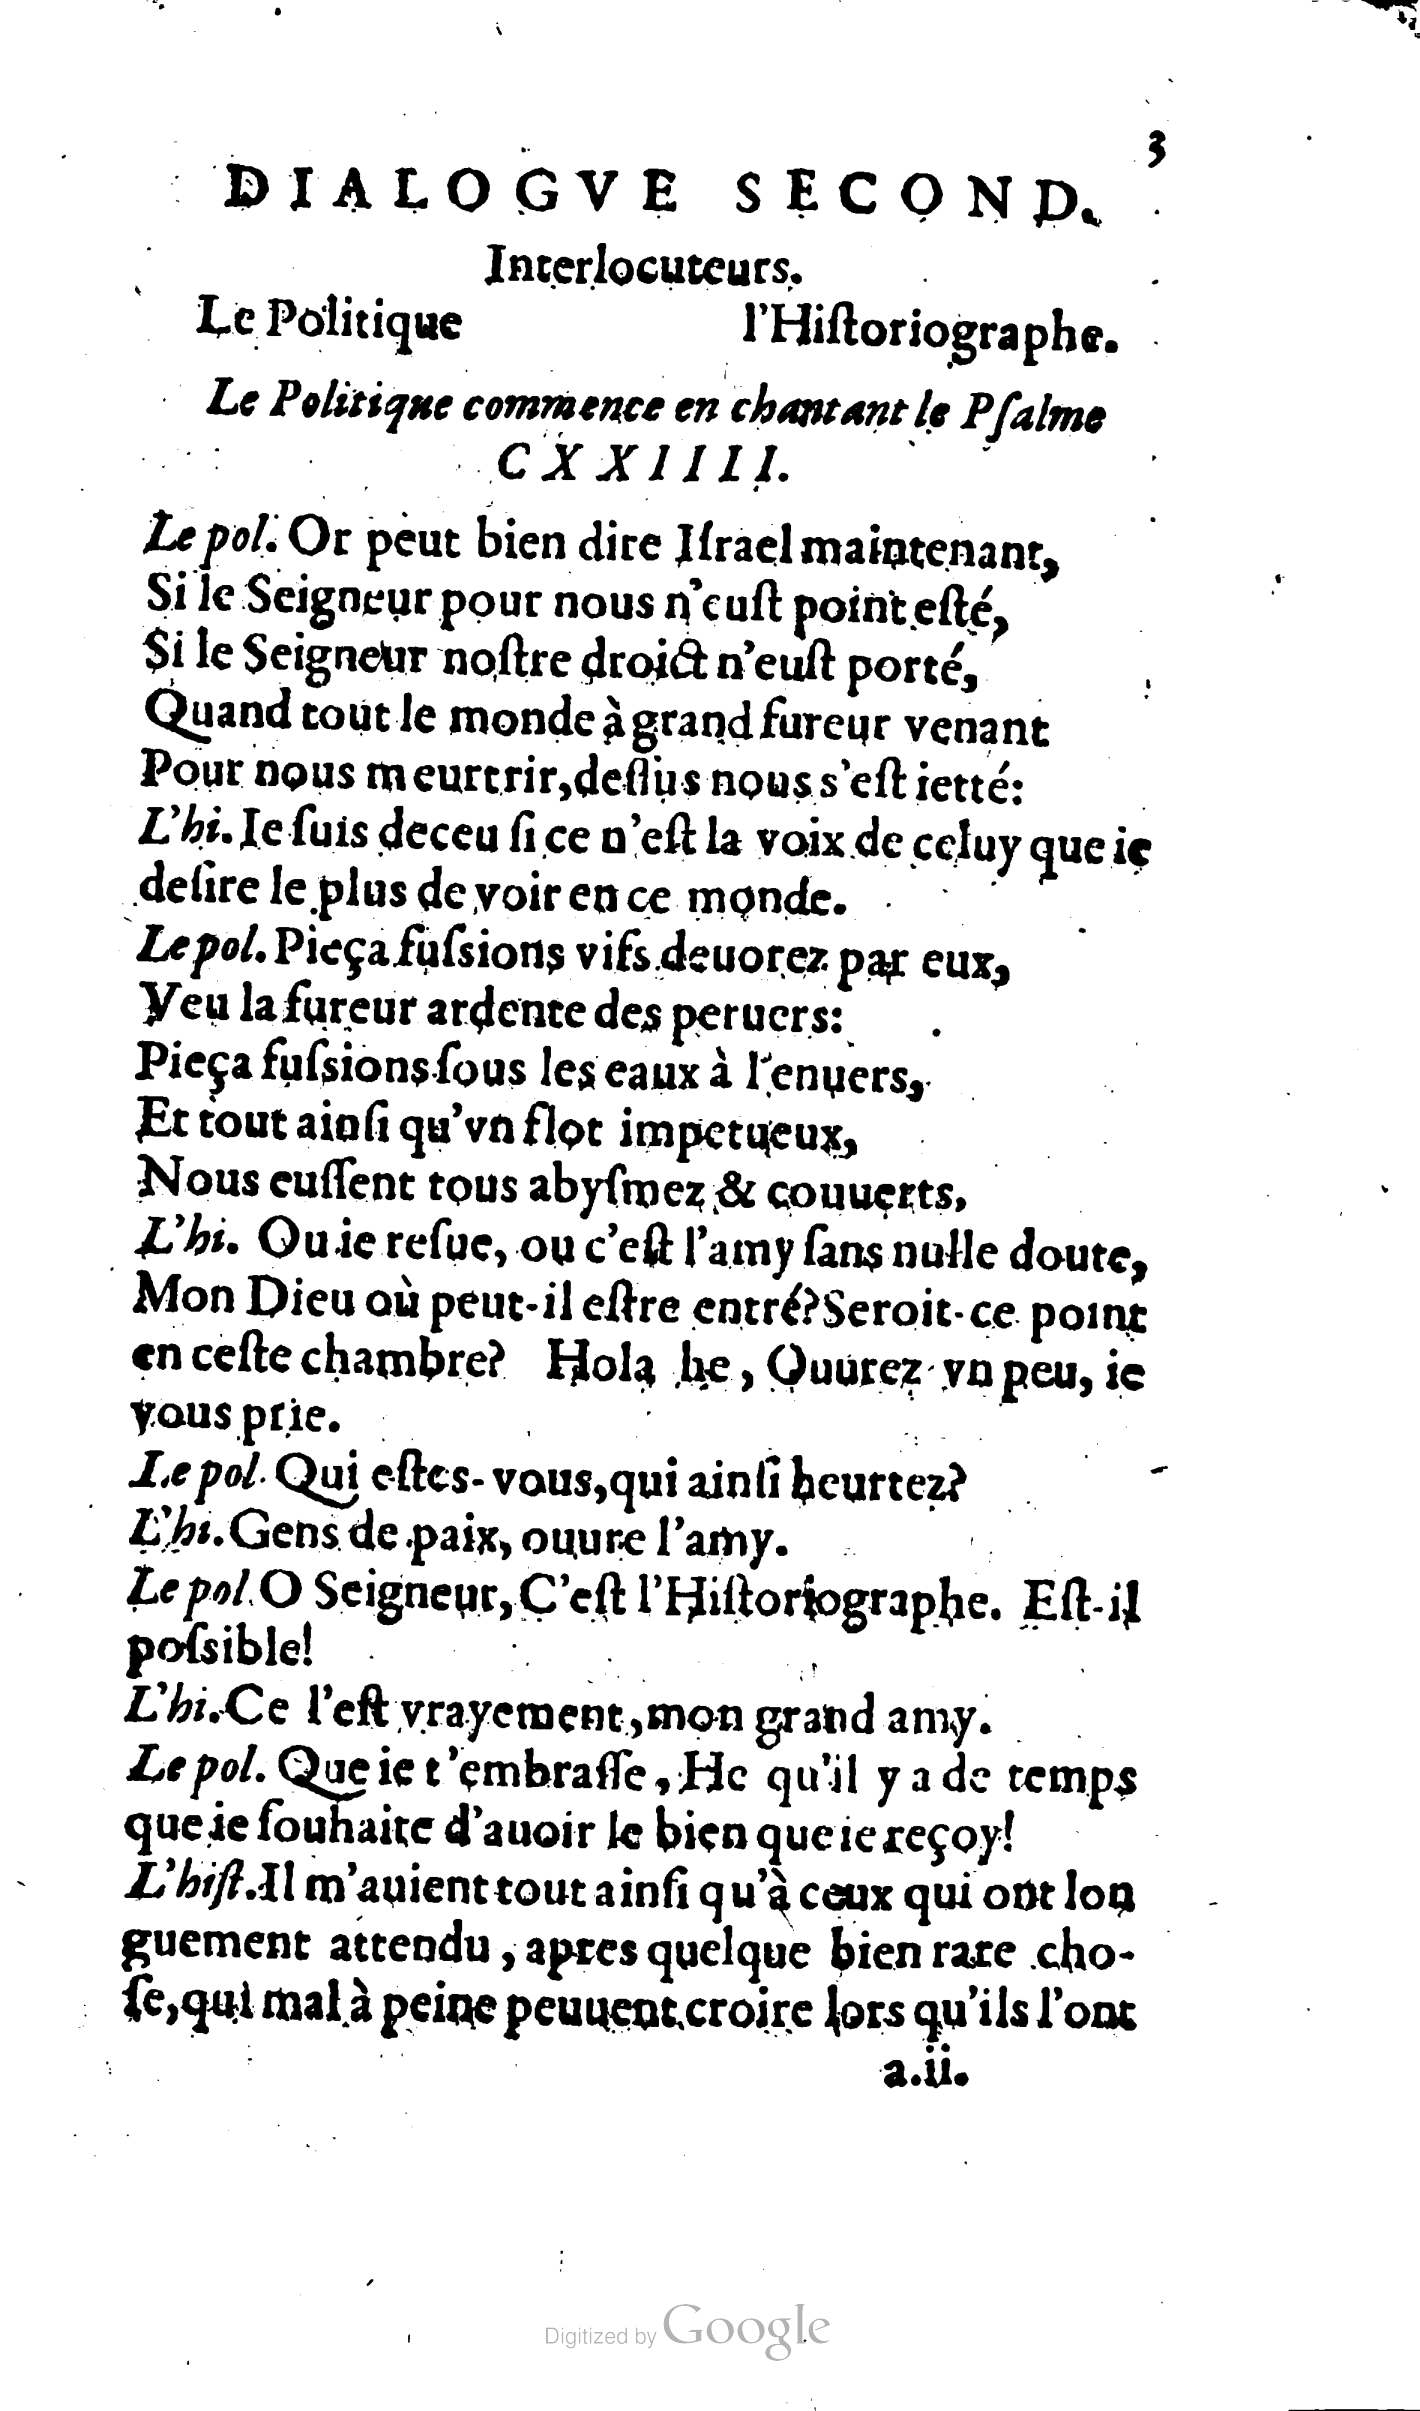 3
DIALOGVE SECOND.
Interlocuteurs.
Le Politique l'Hiſtoriographe.
Le Politique commence en chantant le Pſalme
CXXIIII.
Le pol. Or peut bien dire Iſrael maintenant,
Si le Seigneur pour nous n'euſt point eſté,
Si le Seigneur noſtre droict n'euſt porté,
Quand tout le monde à grand fureur venant
Pour nous meurtrir, deſſus nous s'eſt ietté:
L'hi. Ie ſuis deceu ſi ce n'eſt la voix de celuy que ie
deſire le plus de voir en ce monde.
Le pol. Pieça fuſsions vifs deuorez par eux,
Veu la fureur ardente des peruers:
Pieça fuſsions ſous les eaux à l'enuers,
Et tout ainſi qu'vn flot impetueux,
Nous euſſent tous abyſmez & couuerts,
L'hi. Ou ie reſue, ou c'eſt l'amy ſans nulle doute,
Mon Dieu où peut-il eſtre entré? Seroit-ce point
en ceſte chambre? Hola he, Ouurez vn peu, ie
vous prie.
Le pol. Qui eſtes-vous, qui ainſi heurtez?
L'hi. Gens de paix, ouure l'amy.
Le pol. O Seigneur, C'eſt l'Hiſtoriographe. Eſt-il
poſsible!
L'hi. Ce l'eſt vrayement, mon grand amy.
Le pol. Que ie t'embraſſe, He qu'il y a de temps
que ie ſouhaite d'auoir le bien que ie reçoy!
L'hiſt. Il m'auient tout ainſi qu'à ceux qui ont lon
guement attendu, apres quelque bien rare cho-
ſe, qui mal à peine peuuent croire lors qu'ils l'ont
a.ii.
Digitized by Google